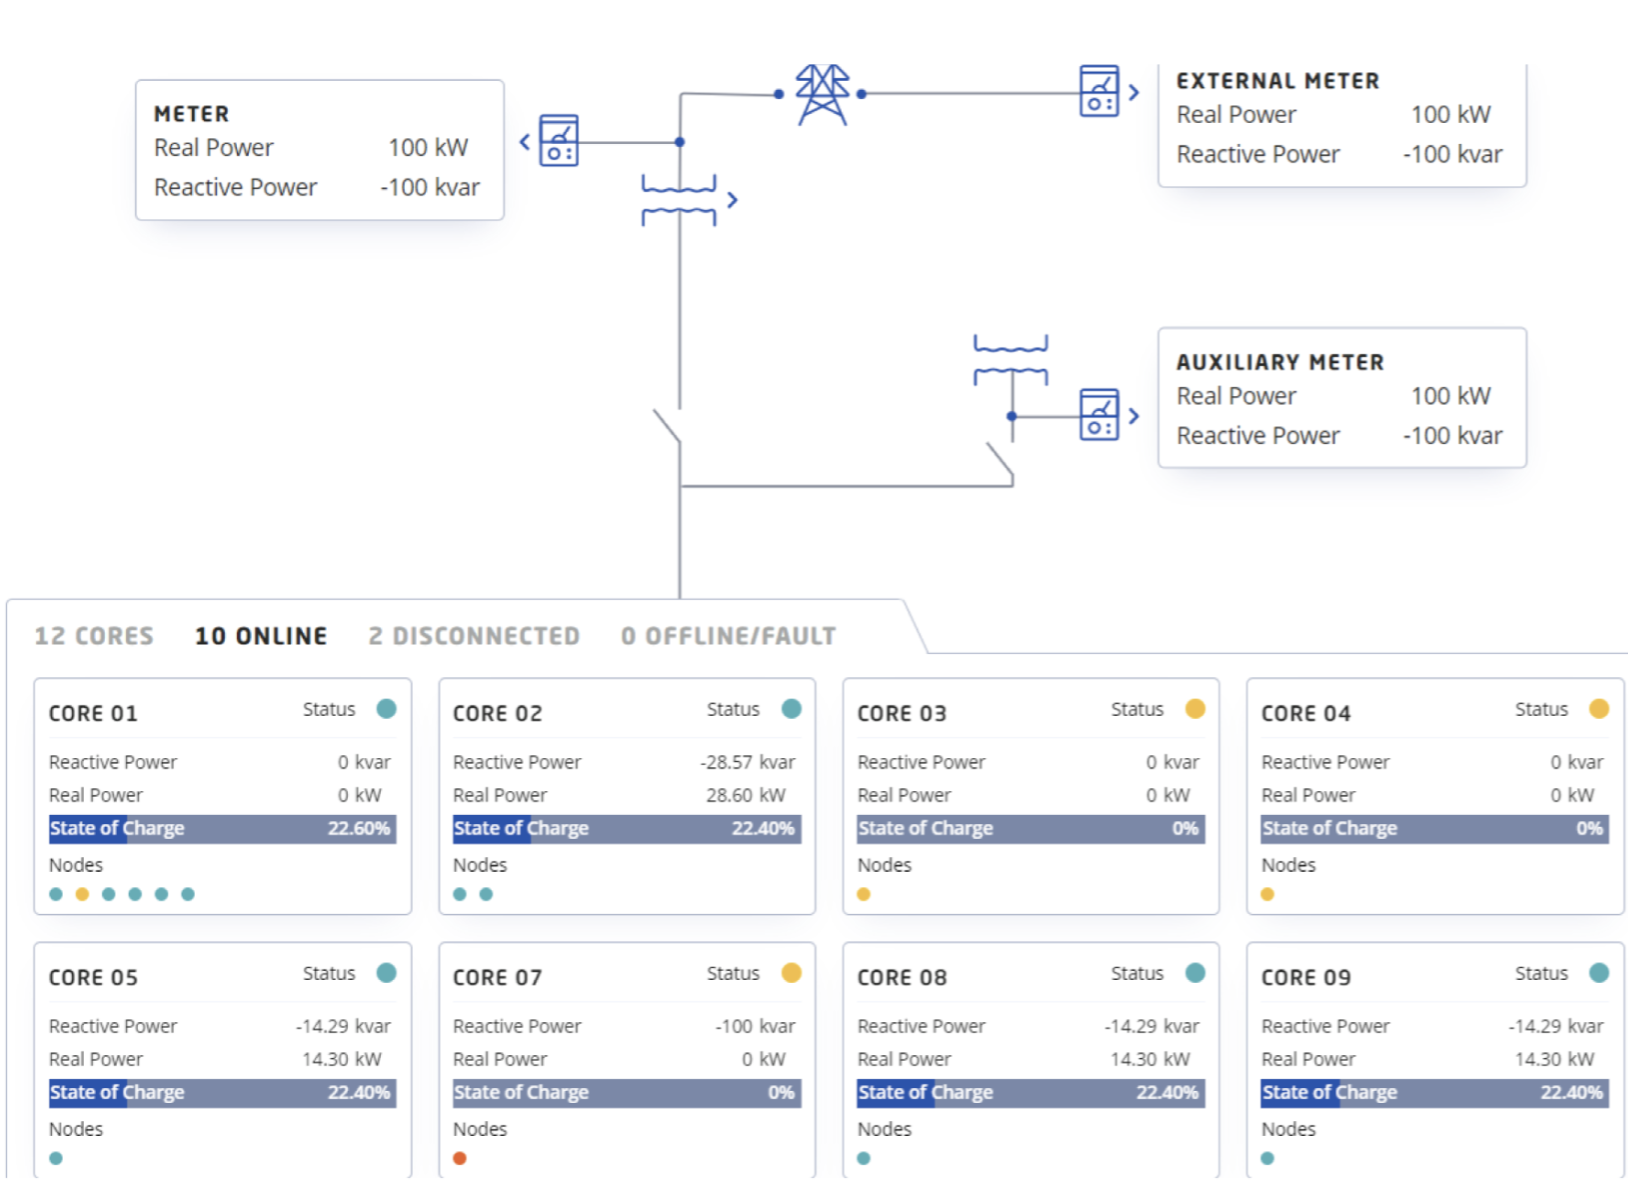 EXTERNAL METER
Real Power 100 kW
Reactive Power -100 kvar
METER
Real Power 100 kW
Reactive Power -100 kvar
AUXILIARY METER
Real Power 100 kW
Reactive Power -100 kvar
12 CORES 10 ONLINE 2 DISCONNECTED 0 OFFLINE/FAULT
CORE 01 Status
Reactive Power 0 kvar
Real Power 0 kW
State of Charge 22.60%
Nodes
CORE 02 Status
Reactive Power -28.57 kvar
Real Power 28.60 kW
State of Charge 22.40%
Nodes
CORE 03 Status
Reactive Power 0 kvar
Real Power 0 kW
State of Charge 0%
Nodes
CORE 04 Status
Reactive Power 0 kvar
Real Power 0 kW
State of Charge 0%
Nodes
CORE 05 Status
Reactive Power -14.29 kvar
Real Power 14.30 kW
State of Charge 22.40%
Nodes
CORE 07 Status
Reactive Power -100 kvar
Real Power 0 kW
State of Charge 0%
Nodes
CORE 08 Status
Reactive Power -14.29 kvar
Real Power 14.30 kW
State of Charge 22.40%
Nodes
CORE 09 Status
Reactive Power -14.29 kvar
Real Power 14.30 kW
State of Charge 22.40%
Nodes